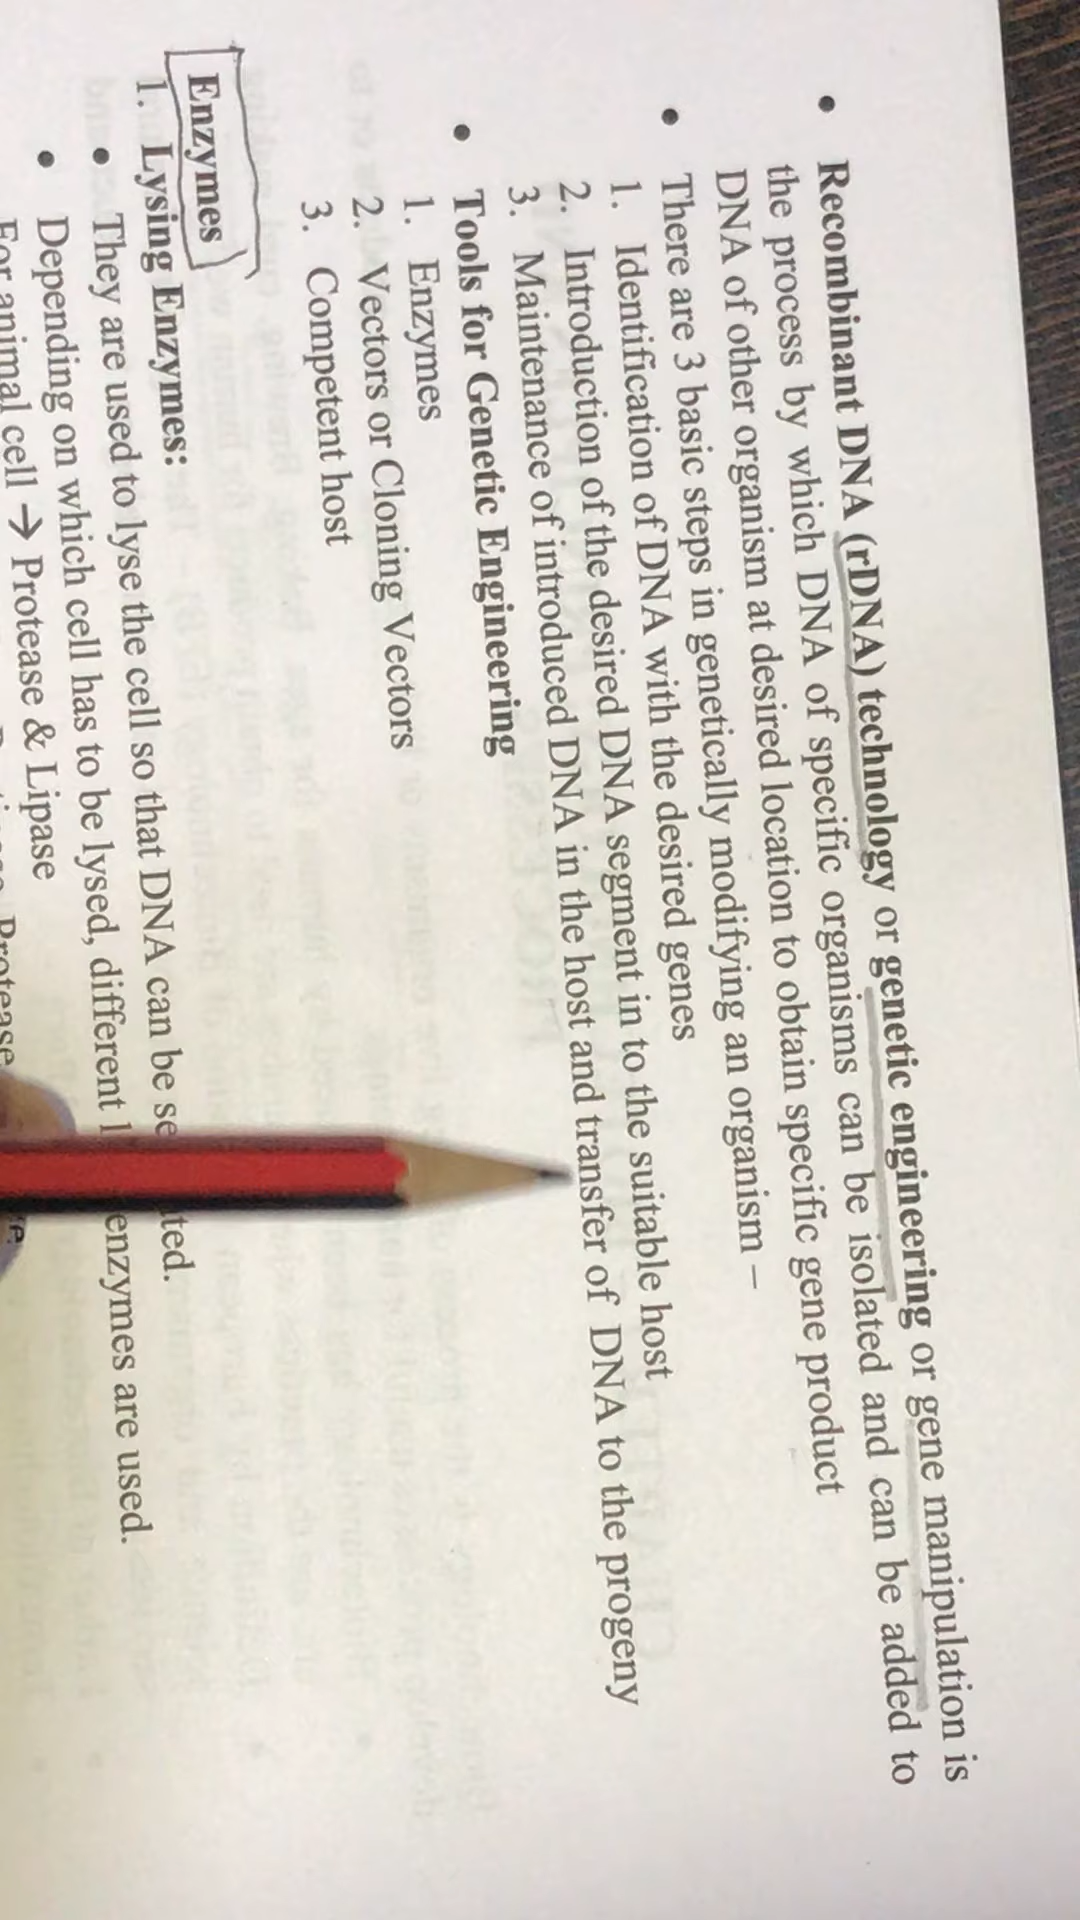 • Recombinant DNA (rDNA) technology or genetic engineering or gene manipulation is
the process by which DNA of specific organisms can be isolated and can be added to
DNA of other organism at desired location to obtain specific gene product
• There are 3 basic steps in genetically modifying an organism –
1. Identification of DNA with the desired genes
2. Introduction of the desired DNA segment in to the suitable host
3. Maintenance of introduced DNA in the host and transfer of DNA to the progeny
• Tools for Genetic Engineering
1. Enzymes
2. Vectors or Cloning Vectors
3. Competent host
Enzymes
1. Lysing Enzymes:
• They are used to lyse the cell so that DNA can be
• Depending on which cell has to be lysed, different enzymes are used.
For animal cell → Protease & Lipase
Protease